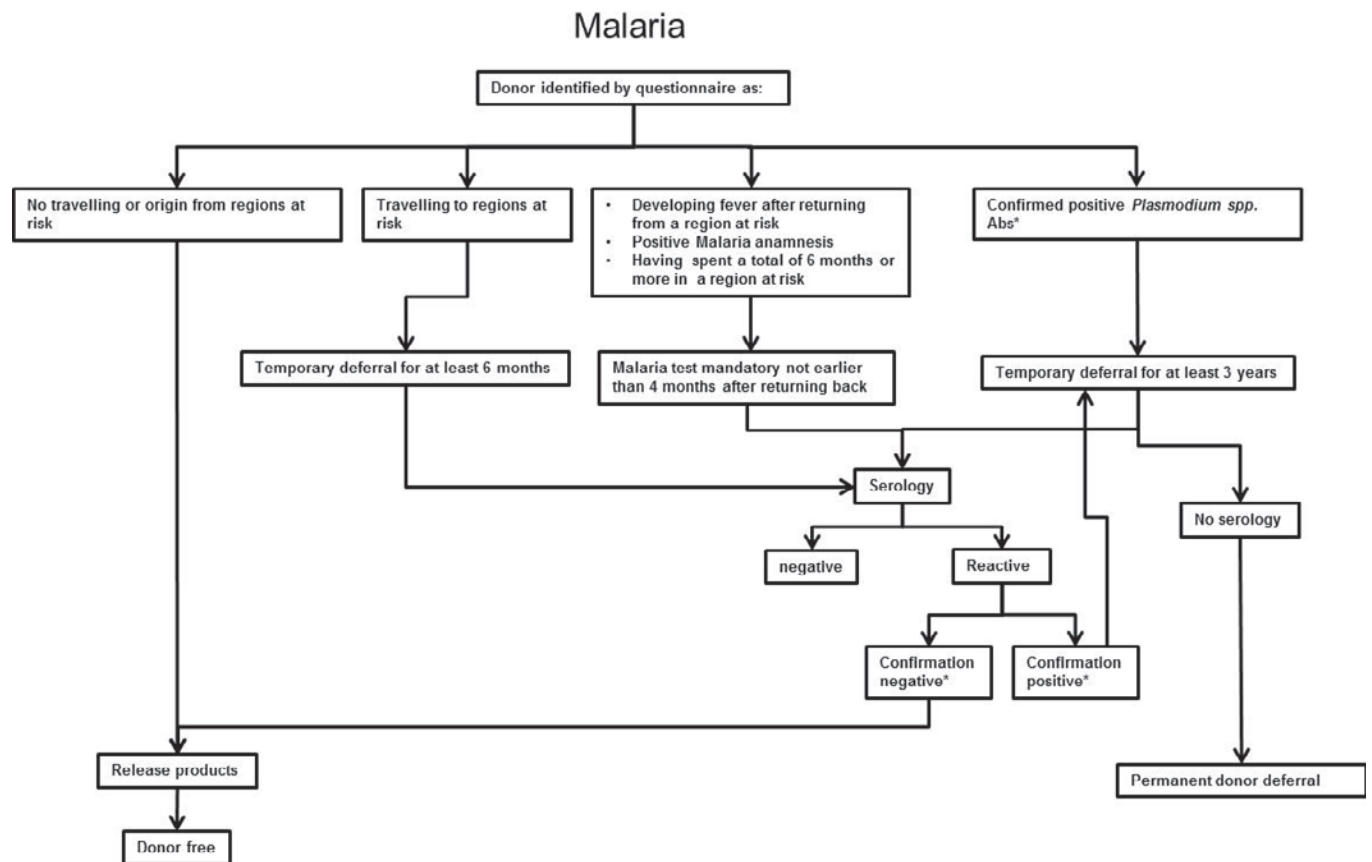 Malaria
Donor identified by questionnaire as:
No travelling or origin from regions at
risk
Travelling to regions at
risk
• Developing fever after returning
from a region at risk
• Positive Malaria anamnesis
• Having spent a total of 6 months or
more in a region at risk
Confirmed positive Plasmodium spp.
Abs*
Temporary deferral for at least 6 months
Malaria test mandatory not earlier
than 4 months after returning back
Temporary deferral for at least 3 years
Serology
No serology
negative
Reactive
Confirmation
negative*
Confirmation
positive*
Release products
Permanent donor deferral
Donor free